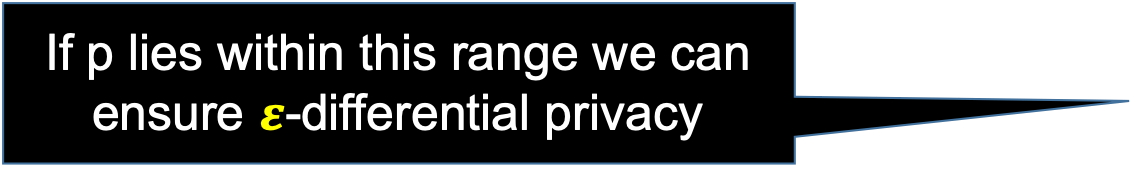 If p lies within this range we can
ensure ε-differential privacy